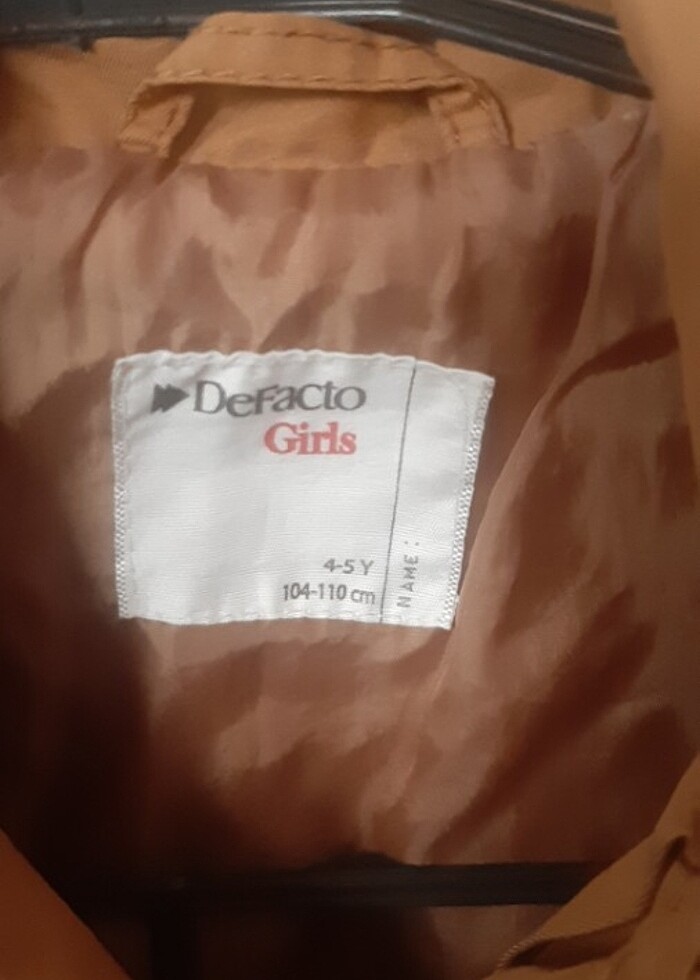 DeFacto
Girls
4-5 Y
104-110 cm
NAME :